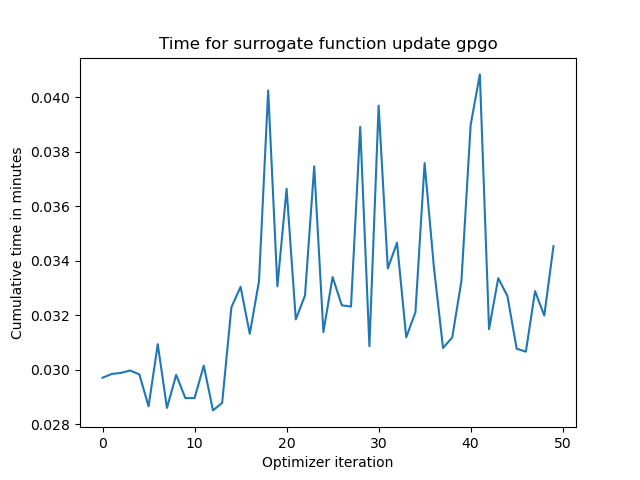 Time for surrogate function update gpgo
Cumulative time in minutes
0.040
0.038
0.036
0.034
0.032
0.030
0.028
0 10 20 30 40 50
Optimizer iteration